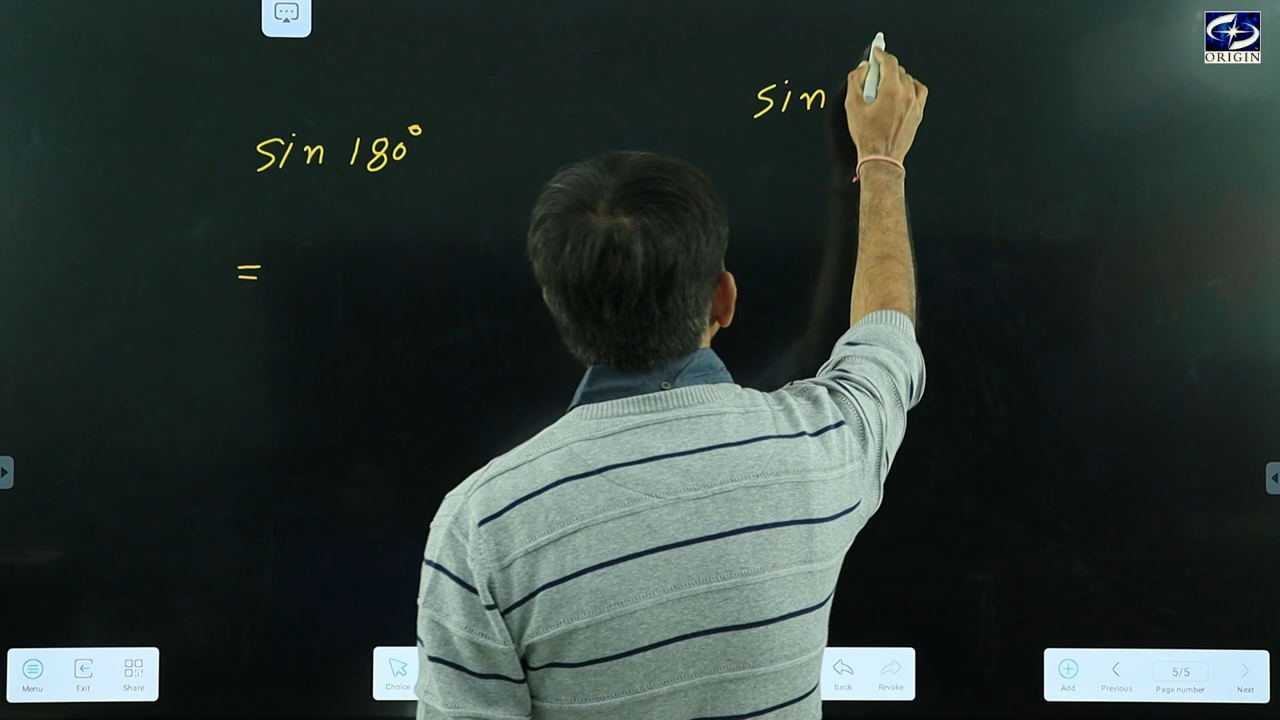 sin 180°
=
sin
ORIGIN
Menu
Exit
Share
Choice
back
Revoke
Add
Previous
5/5
Page number
Next